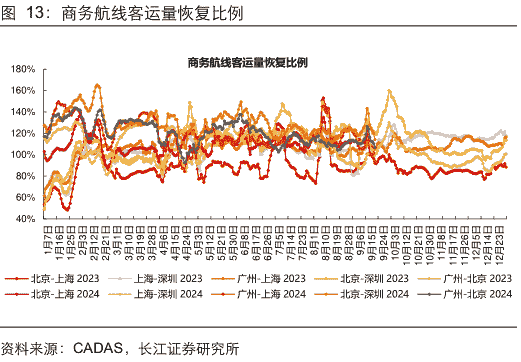 图 13：商务航线客运量恢复比例
商务航线客运量恢复比例
180%
160%
140%
120%
100%
80%
60%
40%
1月7日 1月16日 1月25日 2月3日 2月12日 2月21日 3月1日 3月10日 3月19日 3月28日 4月6日 4月15日 4月24日 5月3日 5月12日 5月21日 5月30日 6月8日 6月17日 6月26日 7月5日 7月14日 7月23日 8月1日 8月10日 8月19日 8月28日 9月6日 9月15日 9月24日 10月3日 10月12日 10月21日 10月30日 11月8日 11月17日 11月26日 12月5日 12月14日 12月23日
北京-上海 2023 上海-深圳 2023 广州-上海 2023 北京-深圳 2023 广州-北京 2023
北京-上海 2024 上海-深圳 2024 广州-上海 2024 北京-深圳 2024 广州-北京 2024
资料来源：CADAS，长江证券研究所